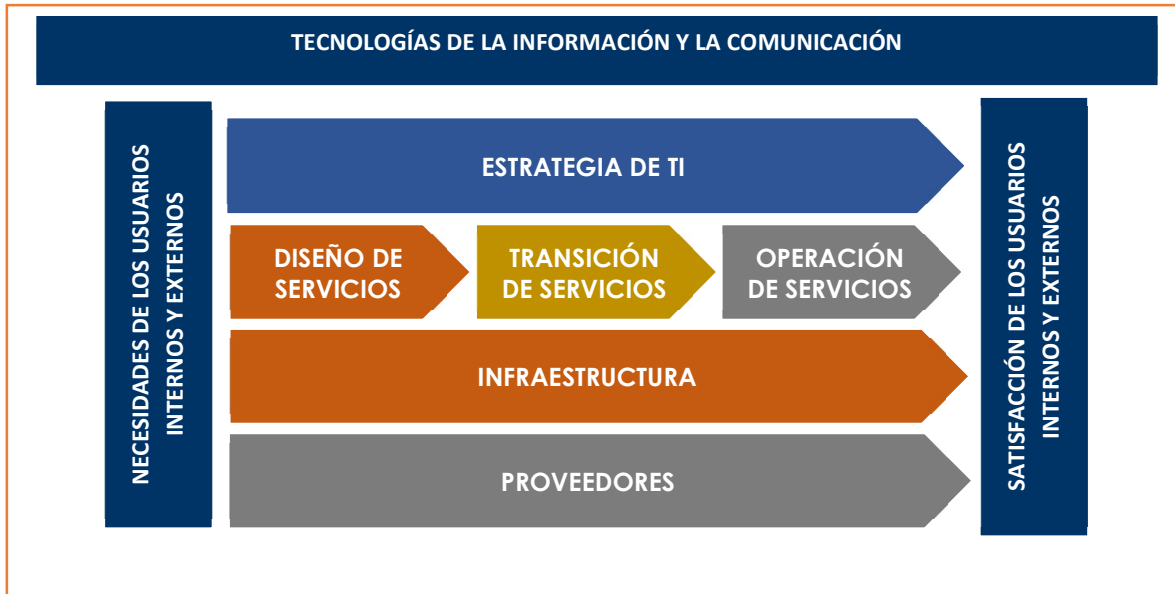 TECNOLOGÍAS DE LA INFORMACIÓN Y LA COMUNICACIÓN
NECESIDADES DE LOS USUARIOS
INTERNOS Y EXTERNOS
ESTRATEGIA DE TI
DISEÑO DE
SERVICIOS
TRANSICIÓN
DE SERVICIOS
OPERACIÓN
DE SERVICIOS
INFRAESTRUCTURA
PROVEEDORES
SATISFACCIÓN DE LOS USUARIOS
INTERNOS Y EXTERNOS